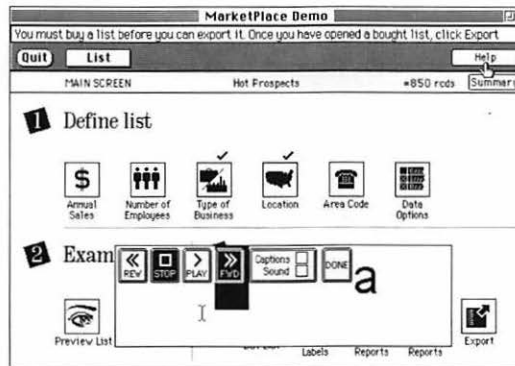 MarketPlace Demo
You must buy a list before you can export it. Once you have opened a bought list, click Export
Quit List Help
MAIN SCREEN Hot Prospects ≈850 rcds Summar
1 Define list
Annual Sales
Number of Employees
Type of Business
Location
Area Code
Data Options
2 Exam
REW STOP PLAY FWD
Captions
Sound
DONE
a
Preview List
Labels
Reports
Reports
Export